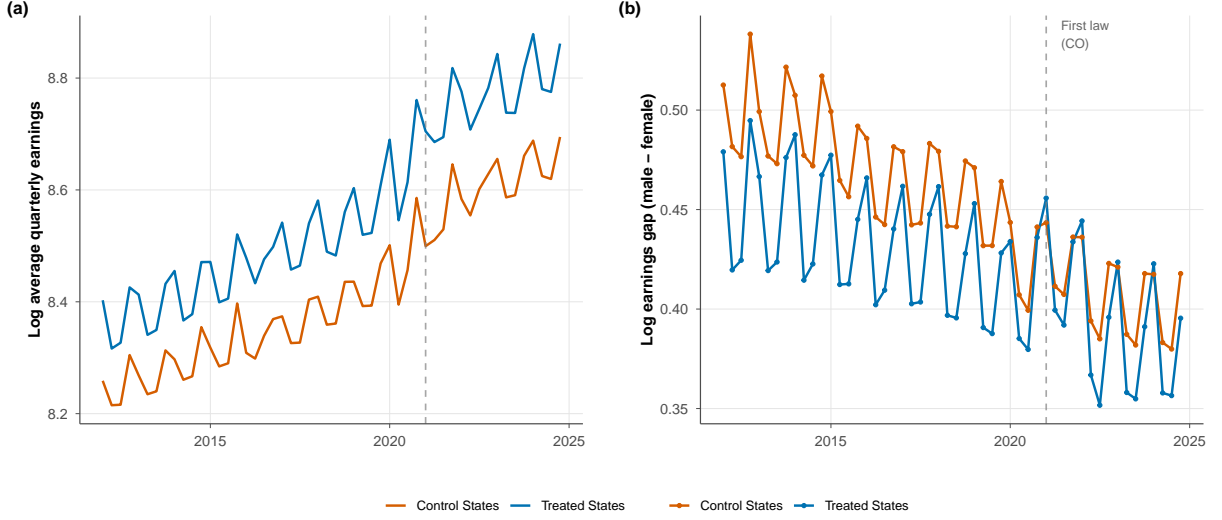 (a)
Log average quarterly earnings
8.8
8.6
8.4
8.2
2015
2020
2025
(b)
Log earnings gap (male − female)
First law
(CO)
0.50
0.45
0.40
0.35
2015
2020
2025
Control States
Treated States
Control States
Treated States